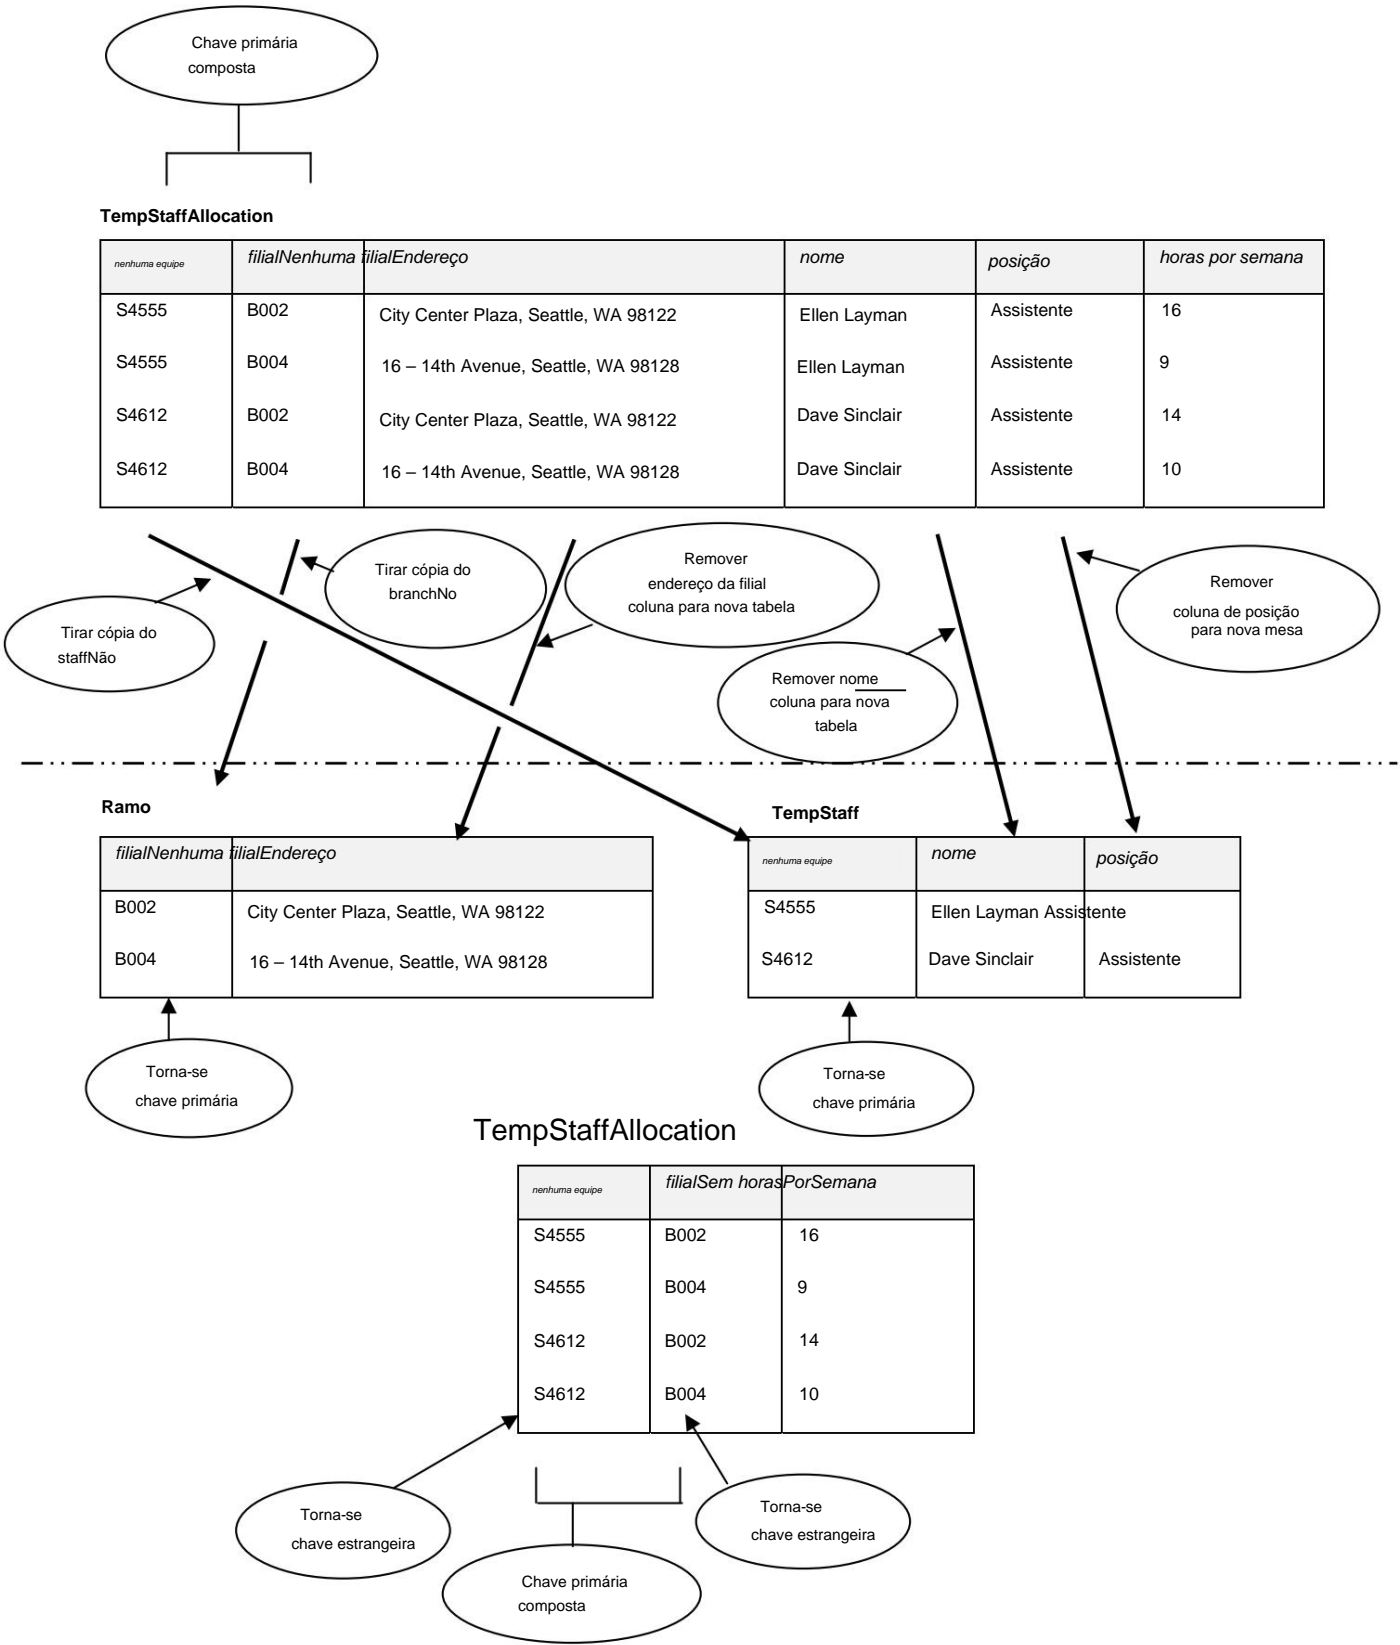 Chave primária
composta
TempStaffAllocation
nenhuma equipe filialNenhuma filialEndereço nome posição horas por semana
S4555 B002 City Center Plaza, Seattle, WA 98122 Ellen Layman Assistente 16
S4555 B004 16 – 14th Avenue, Seattle, WA 98128 Ellen Layman Assistente 9
S4612 B002 City Center Plaza, Seattle, WA 98122 Dave Sinclair Assistente 14
S4612 B004 16 – 14th Avenue, Seattle, WA 98128 Dave Sinclair Assistente 10
Tirar cópia do
staffNão
Tirar cópia do
branchNo
Remover
endereço da filial
coluna para nova tabela
Remover nome
coluna para nova
tabela
Remover
coluna de posição
para nova mesa
Ramo
filialNenhuma filialEndereço
B002 City Center Plaza, Seattle, WA 98122
B004 16 – 14th Avenue, Seattle, WA 98128
Torna-se
chave primária
TempStaff
nenhuma equipe nome posição
S4555 Ellen Layman Assistente
S4612 Dave Sinclair Assistente
Torna-se
chave primária
TempStaffAllocation
nenhuma equipe filialSem horasPorSemana
S4555 B002 16
S4555 B004 9
S4612 B002 14
S4612 B004 10
Torna-se
chave estrangeira
Chave primária
composta
Torna-se
chave estrangeira